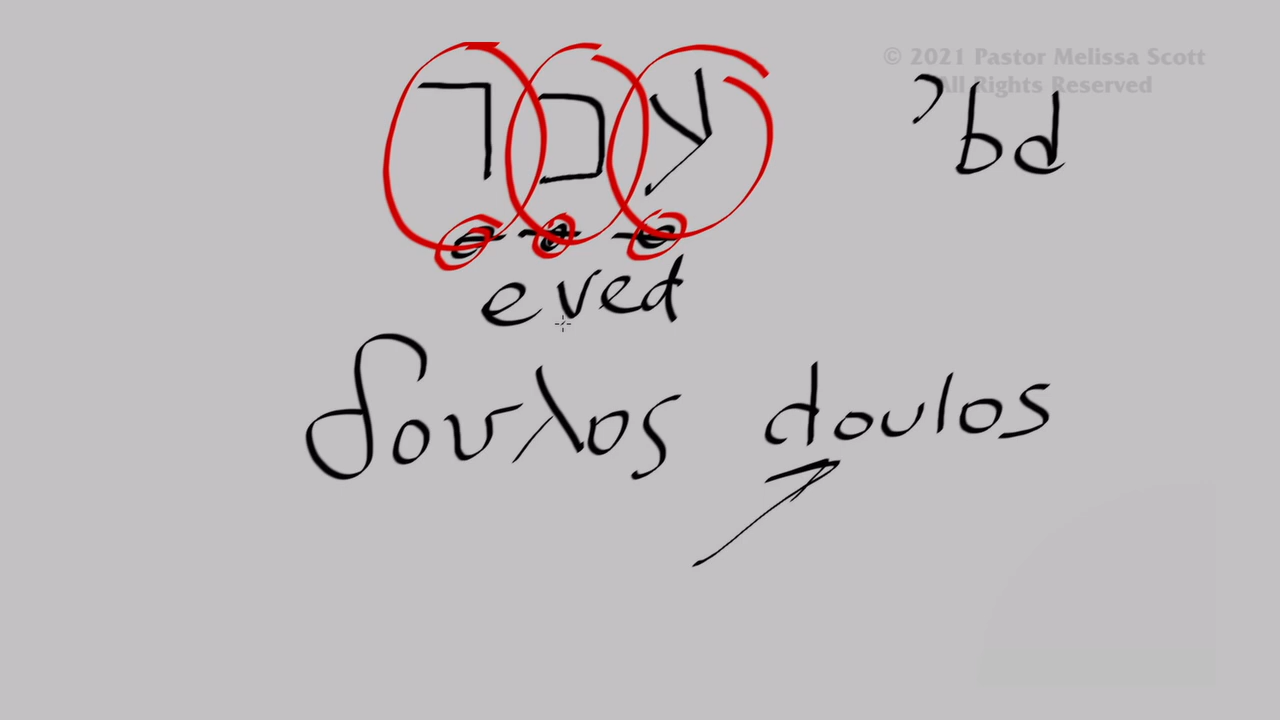 © 2021 Pastor Melissa Scott
All Rights Reserved
עבד ʾbd
eved
δουλος doulos